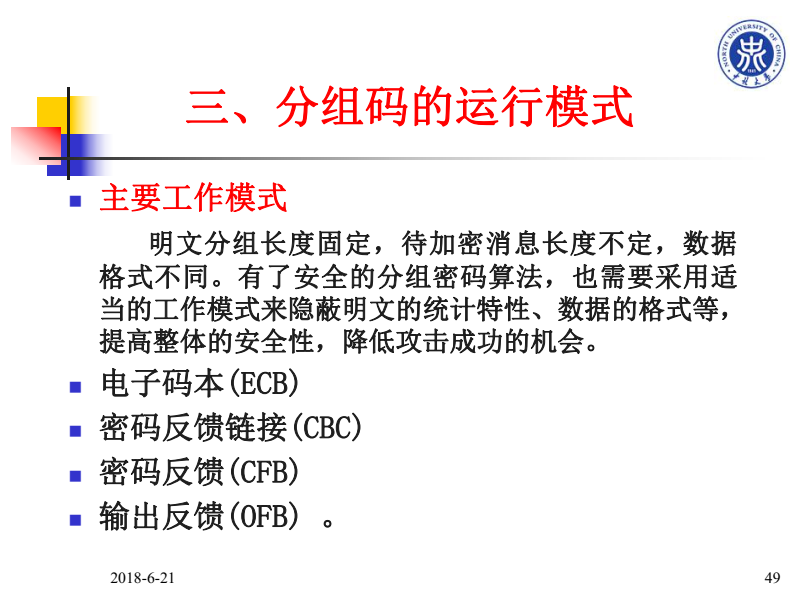 NORTH UNIVERSITY OF CHINA
中北大学
三、分组码的运行模式
主要工作模式
明文分组长度固定，待加密消息长度不定，数据
格式不同。有了安全的分组密码算法，也需要采用适
当的工作模式来隐蔽明文的统计特性、数据的格式等，
提高整体的安全性，降低攻击成功的机会。
电子码本(ECB)
密码反馈链接(CBC)
密码反馈(CFB)
输出反馈(OFB) 。
2018-6-21
49